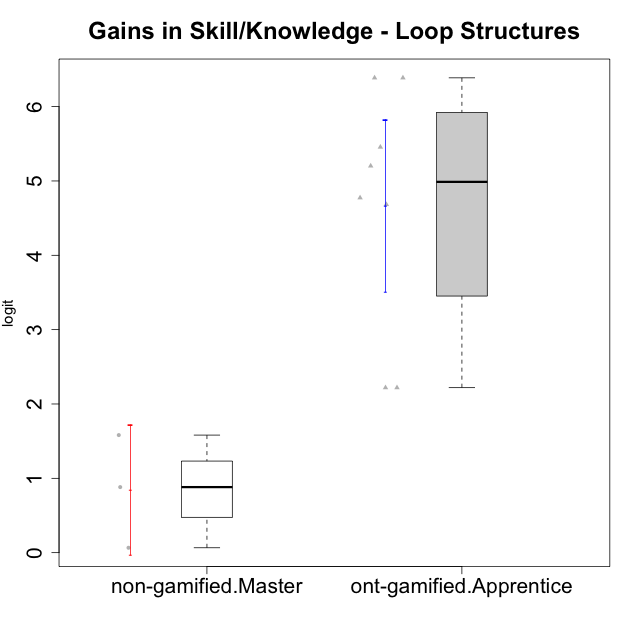 Gains in Skill/Knowledge - Loop Structures
6
5
4
3
2
1
0
logit
non-gamified.Master
ont-gamified.Apprentice